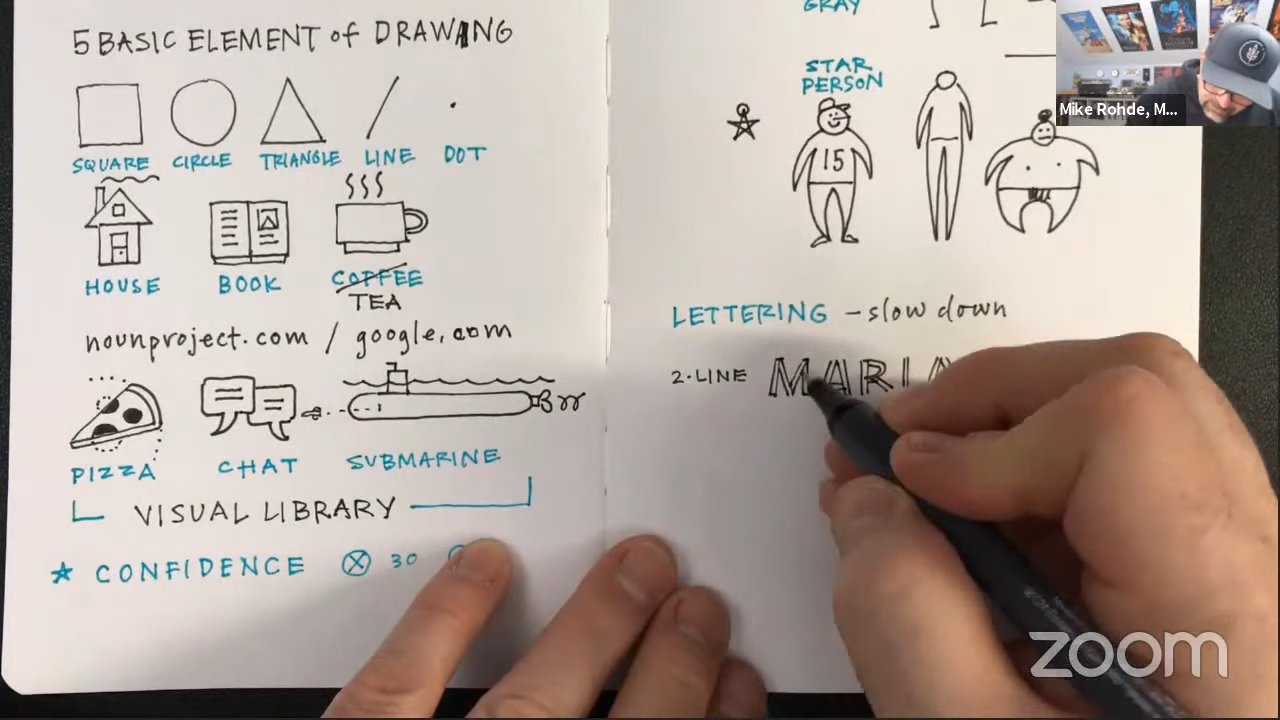 5 BASIC ELEMENT of DRAWING
SQUARE CIRCLE TRIANGLE LINE DOT
HOUSE BOOK COFFEE
TEA
nounproject.com / google.com
PIZZA CHAT SUBMARINE
VISUAL LIBRARY
★ CONFIDENCE 30
GRAY
STAR
PERSON
15
LETTERING - slow down
2-LINE MARIA
Mike Rohde, M...
zoom